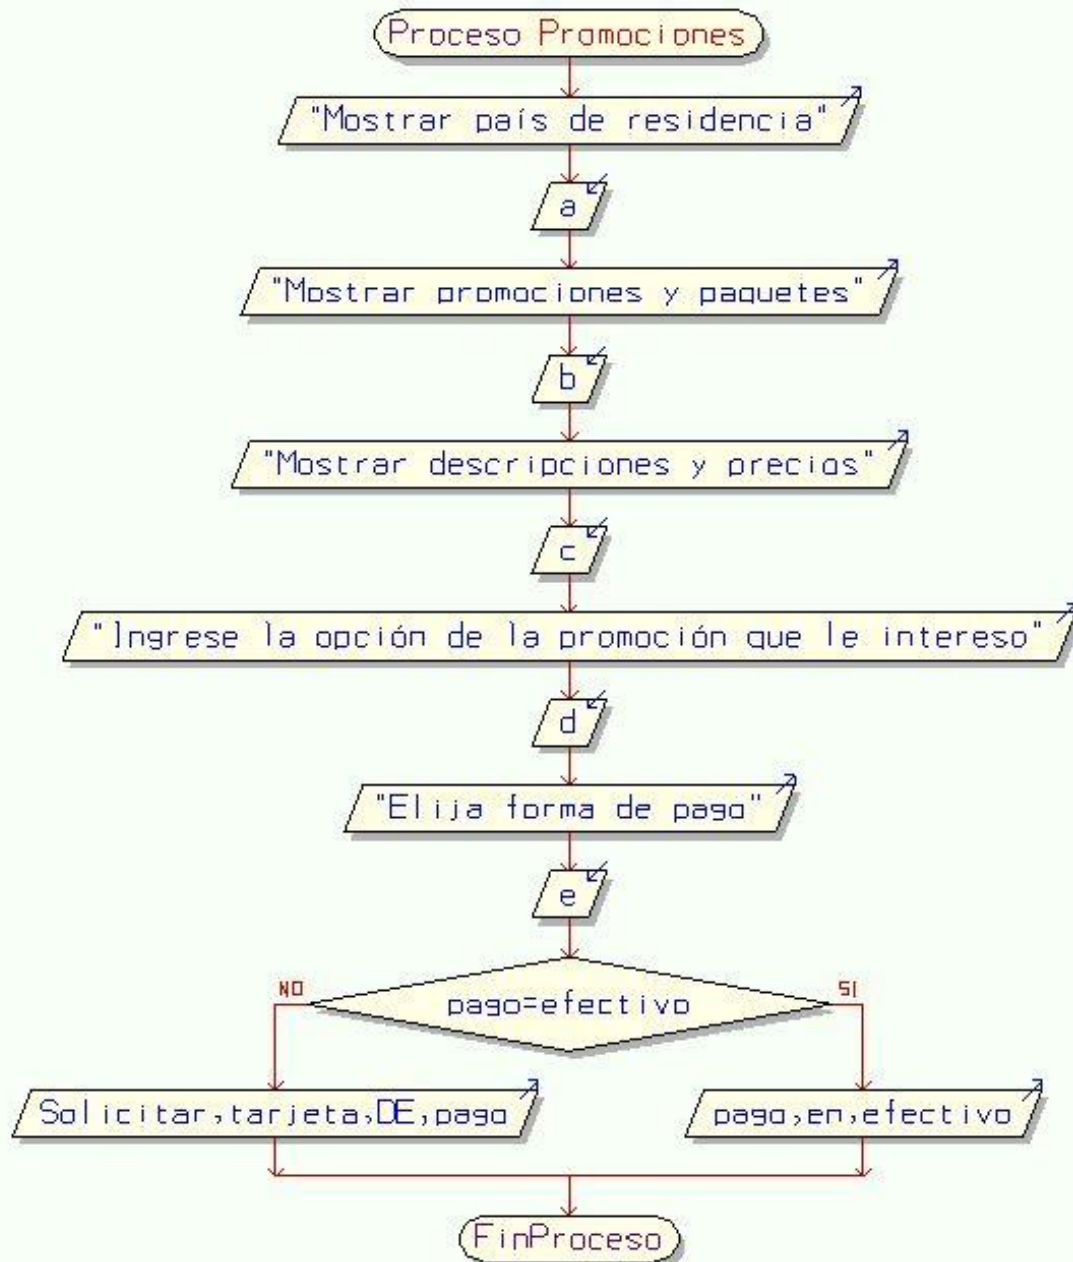 Proceso Promociones
"Mostrar país de residencia"
a
"Mostrar promociones y paquetes"
b
"Mostrar descripciones y precios"
c
"Ingrese la opción de la promoción que le intereso"
d
"Elija forma de pago"
e
NO
SI
pago=efectivo
Solicitar,tarjeta,DE,pago
pago,en,efectivo
FinProceso